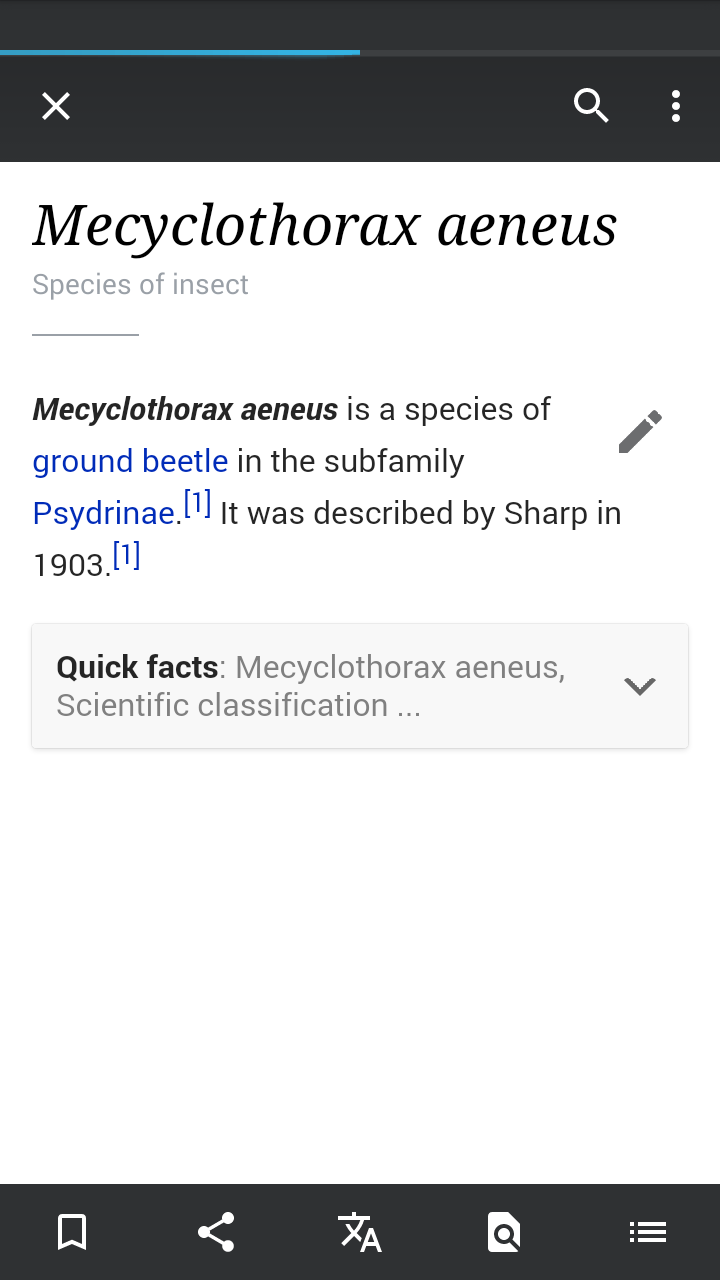 Mecyclothorax aeneus
Species of insect
Mecyclothorax aeneus is a species of
ground beetle in the subfamily
Psydrinae.[1] It was described by Sharp in
1903.[1]
Quick facts: Mecyclothorax aeneus,
Scientific classification ...